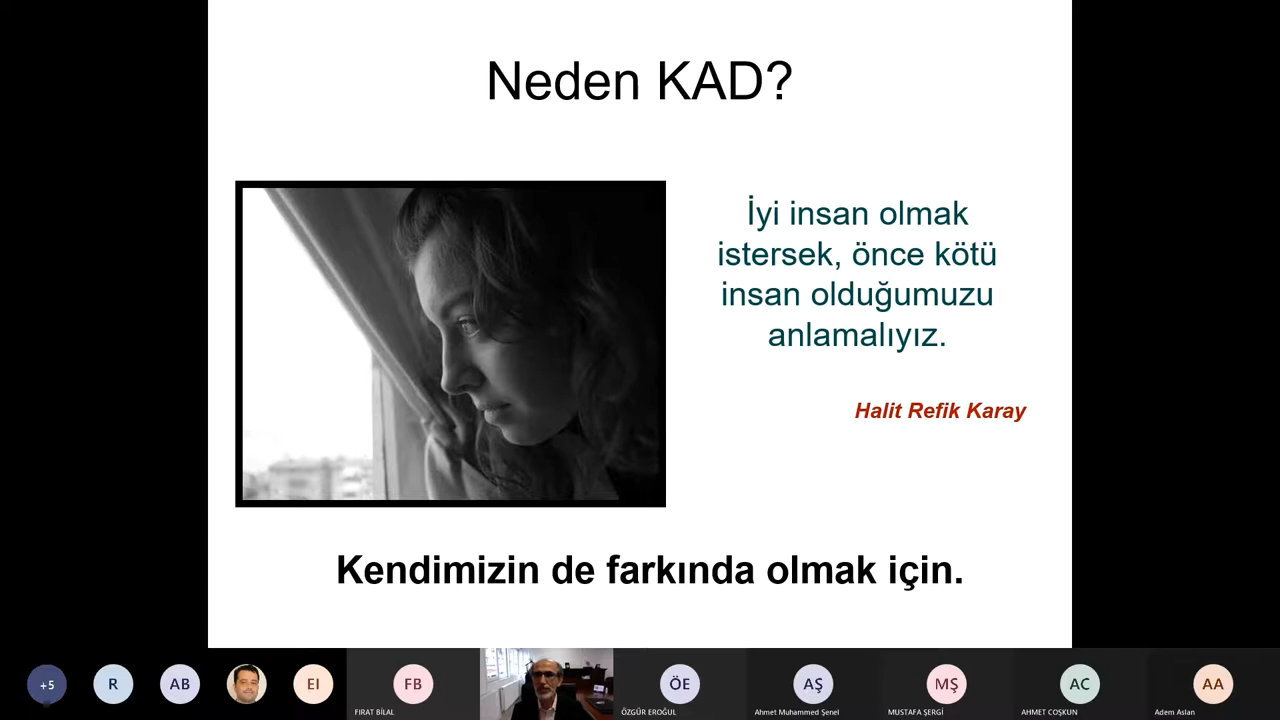 Neden KAD?
İyi insan olmak
istersek, önce kötü
insan olduğumuzu
anlamalıyız.
Halit Refik Karay
Kendimizin de farkında olmak için.
+5
R
AB
EI
FB
FIRAT BİLAL
ÖE
ÖZGÜR EROĞUL
AŞ
Ahmet Muhammed Şenel
MŞ
MUSTAFA ŞERGİ
AC
AHMET COŞKUN
AA
Adem Aslan